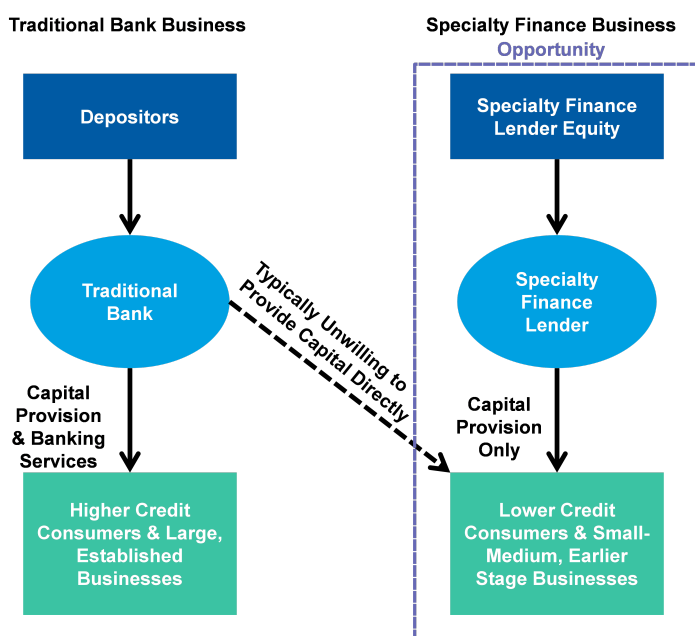 Traditional Bank Business
Specialty Finance Business
Opportunity
Depositors
Specialty Finance
Lender Equity
Traditional
Bank
Typically Unwilling to
Provide Capital Directly
Specialty
Finance
Lender
Capital
Provision
& Banking
Services
Capital
Provision
Only
Higher Credit
Consumers & Large,
Established
Businesses
Lower Credit
Consumers & Small-
Medium, Earlier
Stage Businesses